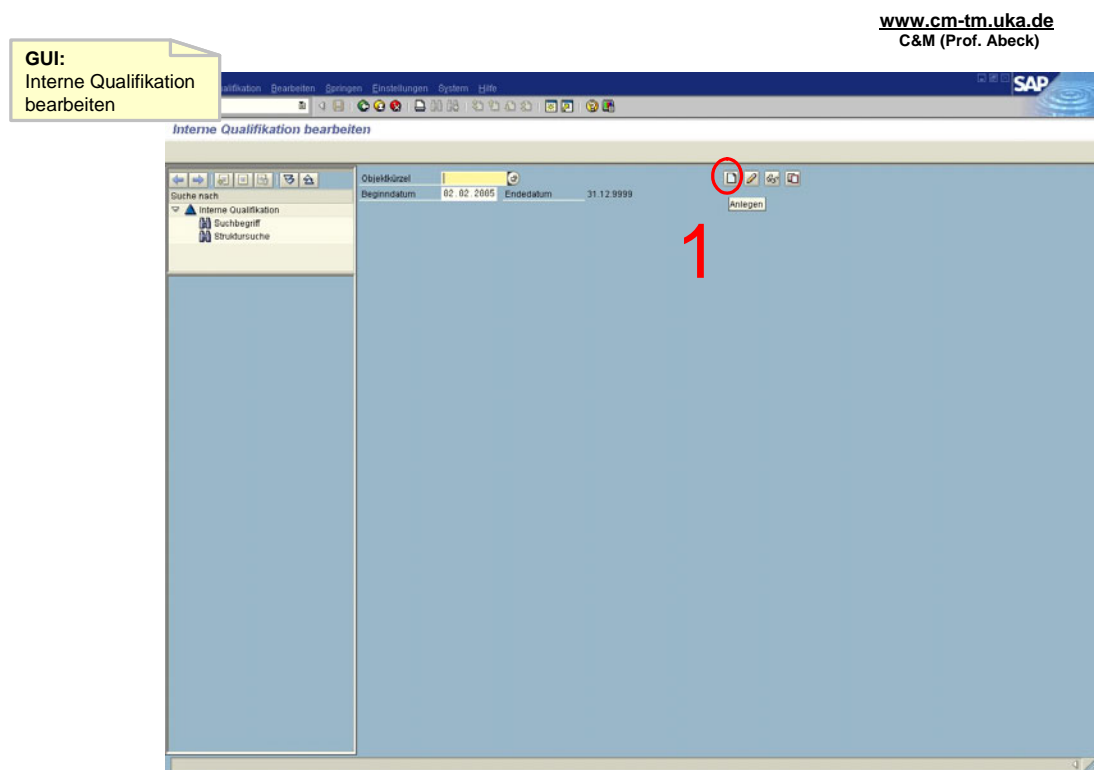 www.cm-tm.uka.de
C&M (Prof. Abeck)
GUI:
Interne Qualifikation
bearbeiten
alifikation Bearbeiten Springen Einstellungen System Hilfe
SAP
Interne Qualifikation bearbeiten
Objektkürzel
Beginndatum 02.02.2005 Endedatum 31.12.9999
Anlegen
Suche nach
Interne Qualifikation
Suchbegriff
Struktursuche
1